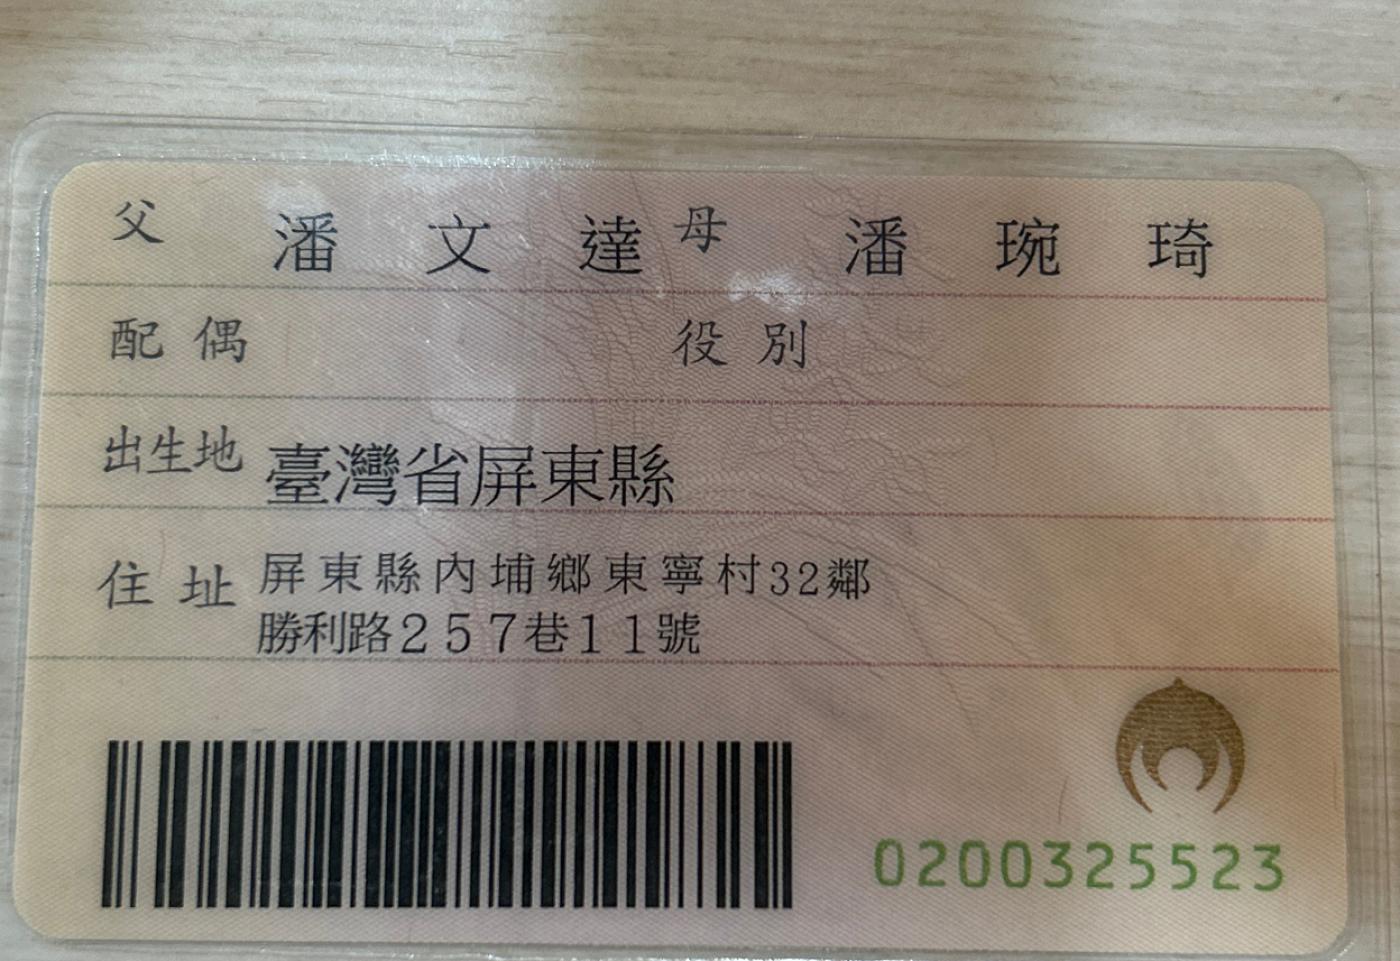 父 潘文達 母 潘琬琦
配偶 役別
出生地 臺灣省屏東縣
住址 屏東縣內埔鄉東寧村32鄰
勝利路257巷11號
0200325523